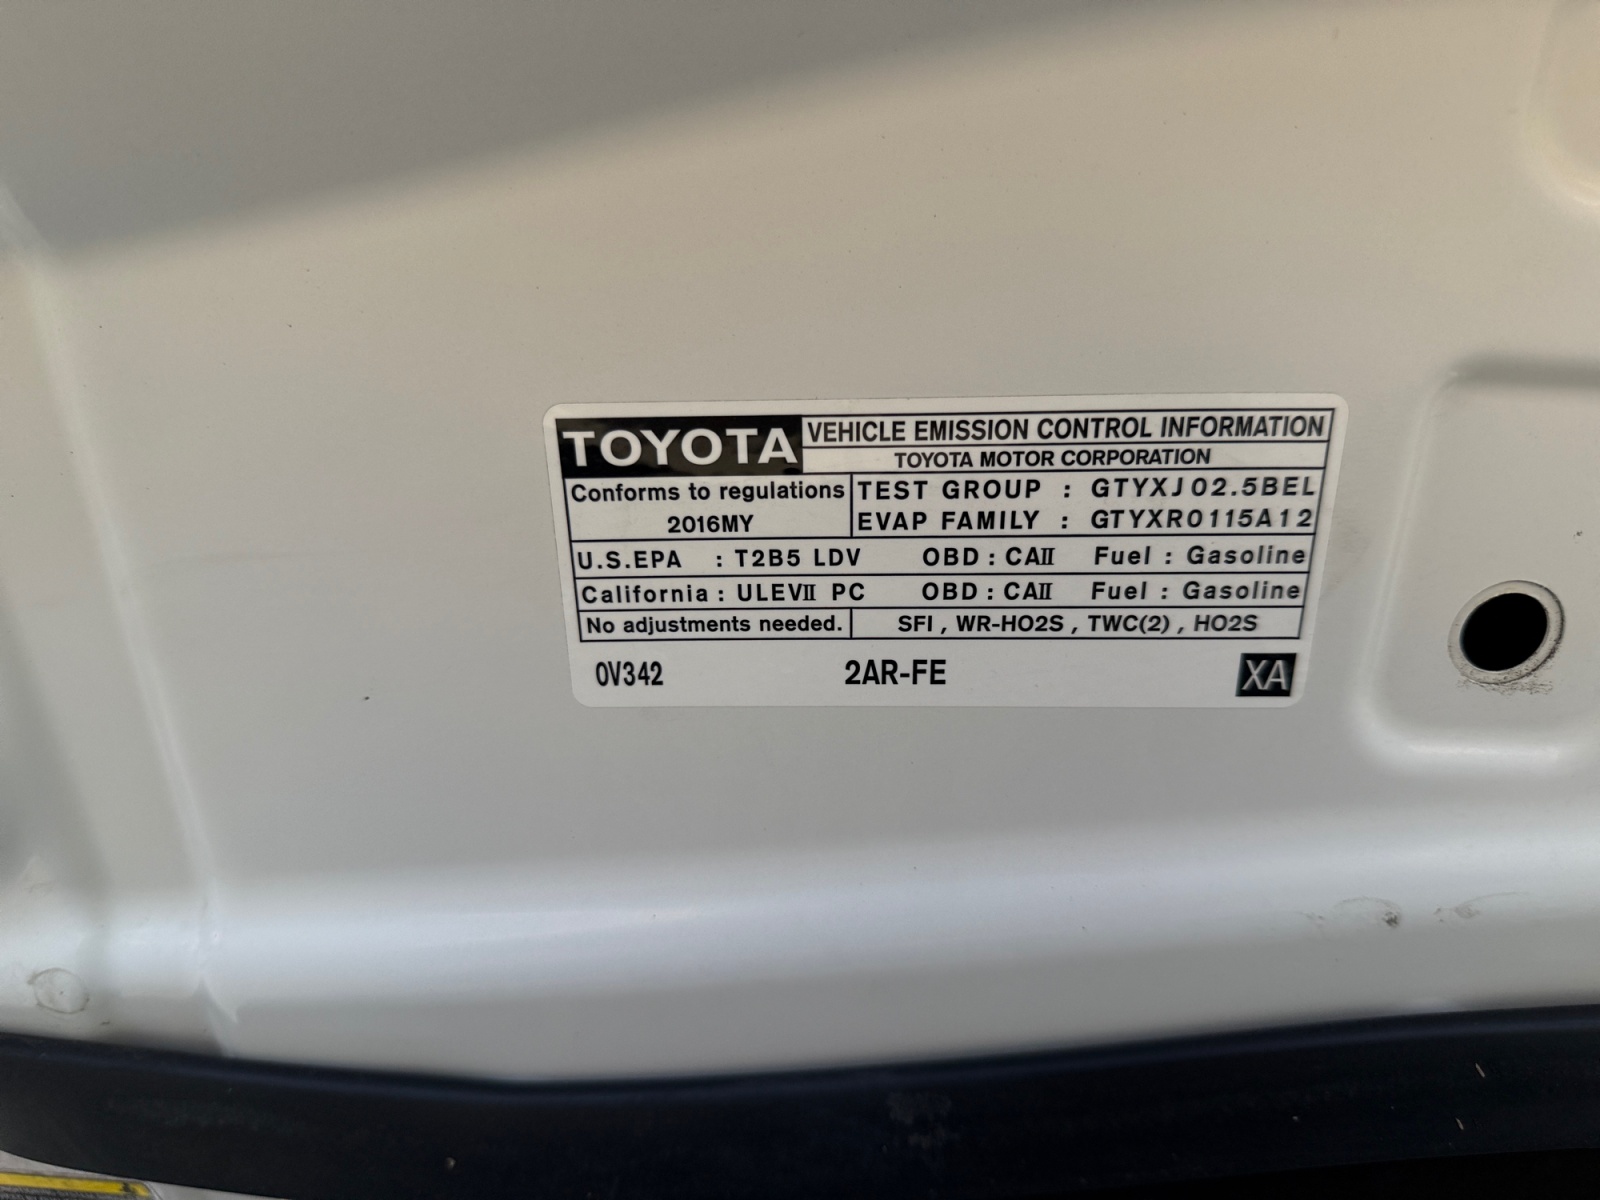 TOYOTA VEHICLE EMISSION CONTROL INFORMATION
TOYOTA MOTOR CORPORATION
Conforms to regulations TEST GROUP : GTYXJ02.5BEL
2016MY EVAP FAMILY : GTYXR0115A12
U.S.EPA : T2B5 LDV OBD : CAⅡ Fuel : Gasoline
California : ULEVⅡ PC OBD : CAⅡ Fuel : Gasoline
No adjustments needed. SFI , WR-HO2S , TWC(2) , HO2S
0V342 2AR-FE XA